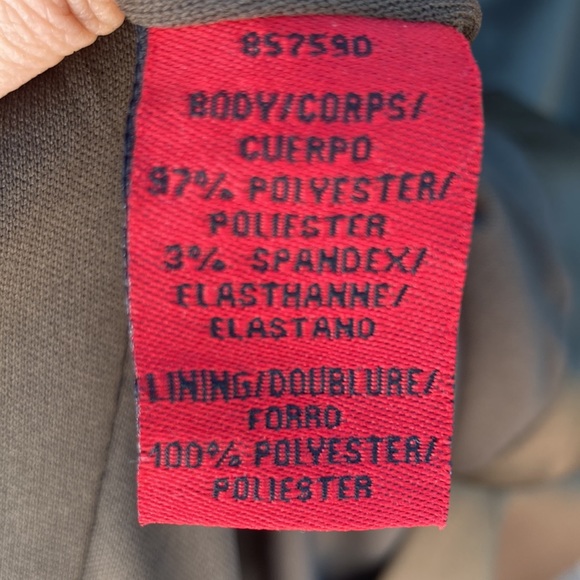 857590
BODY/CORPS/
CUERPO
97% POLYESTER/
POLIESTER
3% SPANDEX/
ELASTHANNE/
ELASTANO
LINING/DOUBLURE/
FORRO
100% POLYESTER/
POLIESTER